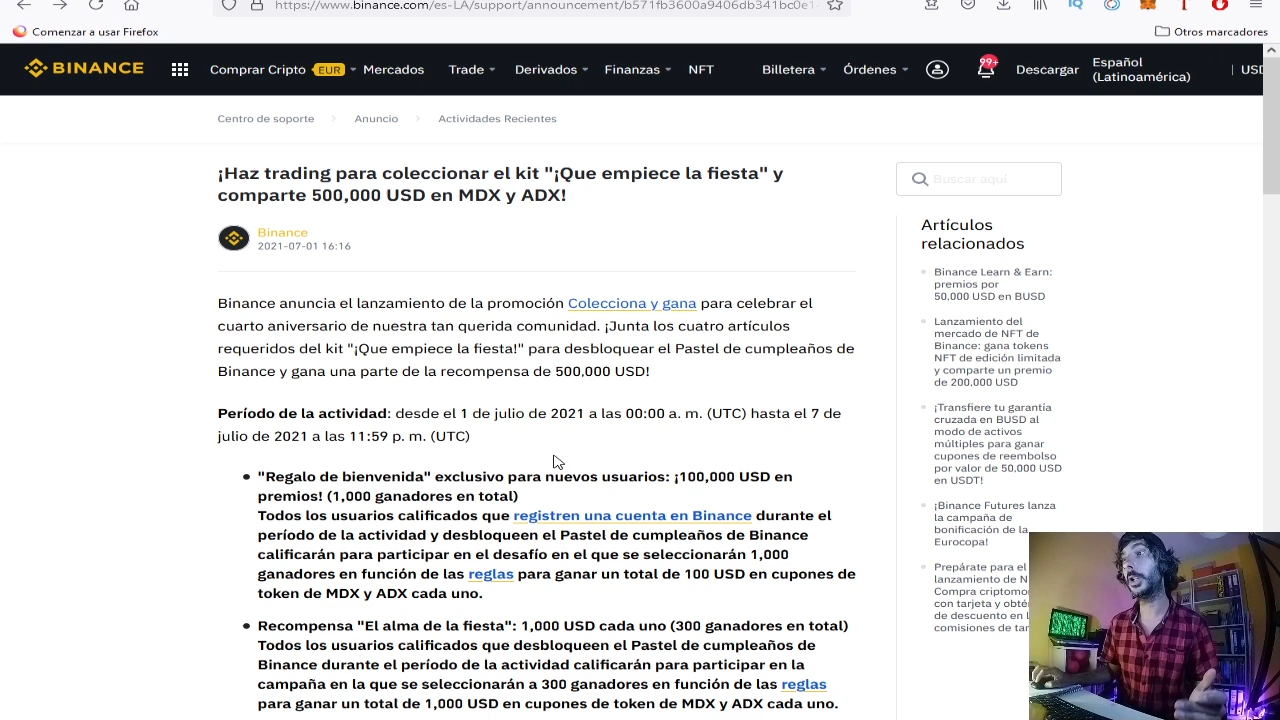 https://www.binance.com/es-LA/support/announcement/b571fb3600a9406db341bc0e1
Comenzar a usar Firefox
Otros marcadores
BINANCE
Comprar Cripto EUR
Mercados
Trade
Derivados
Finanzas
NFT
Billetera
Órdenes
99+
Descargar
Español
(Latinoamérica)
| USD
Centro de soporte
Anuncio
Actividades Recientes
¡Haz trading para coleccionar el kit "¡Que empiece la fiesta" y
comparte 500,000 USD en MDX y ADX!
Binance
2021-07-01 16:16
Binance anuncia el lanzamiento de la promoción Colecciona y gana para celebrar el
cuarto aniversario de nuestra tan querida comunidad. ¡Junta los cuatro artículos
requeridos del kit "¡Que empiece la fiesta!" para desbloquear el Pastel de cumpleaños de
Binance y gana una parte de la recompensa de 500,000 USD!
Período de la actividad: desde el 1 de julio de 2021 a las 00:00 a. m. (UTC) hasta el 7 de
julio de 2021 a las 11:59 p. m. (UTC)
"Regalo de bienvenida" exclusivo para nuevos usuarios: ¡100,000 USD en
premios! (1,000 ganadores en total)
Todos los usuarios calificados que registren una cuenta en Binance durante el
período de la actividad y desbloqueen el Pastel de cumpleaños de Binance
calificarán para participar en el desafío en el que se seleccionarán 1,000
ganadores en función de las reglas para ganar un total de 100 USD en cupones de
token de MDX y ADX cada uno.
Recompensa "El alma de la fiesta": 1,000 USD cada uno (300 ganadores en total)
Todos los usuarios calificados que desbloqueen el Pastel de cumpleaños de
Binance durante el período de la actividad calificarán para participar en la
campaña en la que se seleccionarán a 300 ganadores en función de las reglas
para ganar un total de 1,000 USD en cupones de token de MDX y ADX cada uno.
Buscar aquí
Artículos
relacionados
Binance Learn & Earn:
premios por
50,000 USD en BUSD
Lanzamiento del
mercado de NFT de
Binance: gana tokens
NFT de edición limitada
y comparte un premio
de 200,000 USD
¡Transfiere tu garantía
cruzada en BUSD al
modo de activos
múltiples para ganar
cupones de reembolso
por valor de 50,000 USD
en USDT!
¡Binance Futures lanza
la campaña de
bonificación de la
Eurocopa!
Prepárate para el
lanzamiento de N
Compra criptomo
con tarjeta y obté
de descuento en l
comisiones de tar